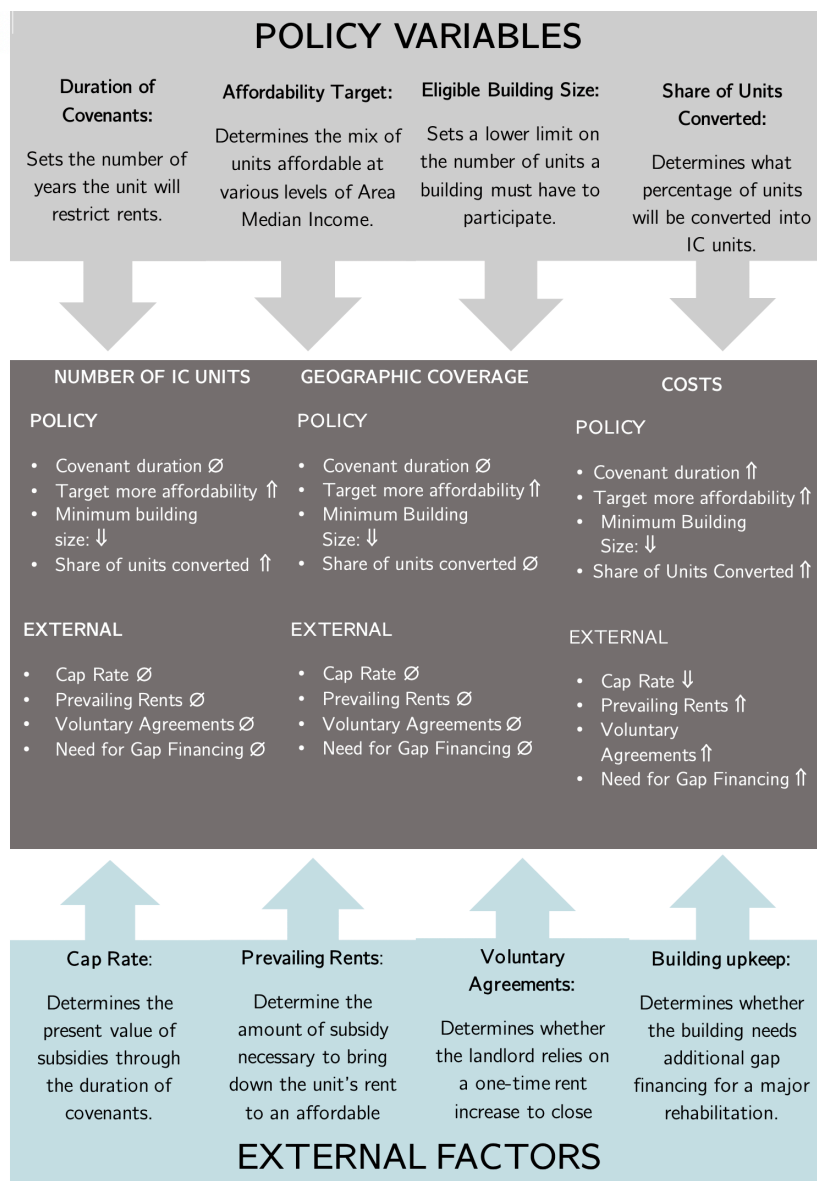 POLICY VARIABLES
Duration of
Covenants:
Sets the number of
years the unit will
restrict rents.
Affordability Target:
Determines the mix of
units affordable at
various levels of Area
Median Income.
Eligible Building Size:
Sets a lower limit on
the number of units a
building must have to
participate.
Share of Units
Converted:
Determines what
percentage of units
will be converted into
IC units.
NUMBER OF IC UNITS
POLICY
• Covenant duration ∅
• Target more affordability ⇑
• Minimum building
size: ⇓
• Share of units converted ⇑
EXTERNAL
• Cap Rate ∅
• Prevailing Rents ∅
• Voluntary Agreements ∅
• Need for Gap Financing ∅
GEOGRAPHIC COVERAGE
POLICY
• Covenant duration ∅
• Target more affordability ⇑
• Minimum Building
Size: ⇓
• Share of units converted ∅
EXTERNAL
• Cap Rate ∅
• Prevailing Rents ∅
• Voluntary Agreements ∅
• Need for Gap Financing ∅
COSTS
POLICY
• Covenant duration ⇑
• Target more affordability ⇑
• Minimum Building
Size: ⇓
• Share of Units Converted ⇑
EXTERNAL
• Cap Rate ⇓
• Prevailing Rents ⇑
• Voluntary
Agreements ⇑
• Need for Gap Financing ⇑
Cap Rate:
Determines the
present value of
subsidies through
the duration of
covenants.
Prevailing Rents:
Determine the
amount of subsidy
necessary to bring
down the unit's rent
to an affordable
Voluntary
Agreements:
Determines whether
the landlord relies on
a one-time rent
increase to close
Building upkeep:
Determines whether
the building needs
additional gap
financing for a major
rehabilitation.
EXTERNAL FACTORS